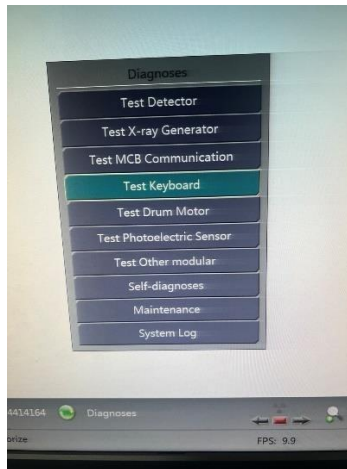 Diagnoses
Test Detector
Test X-ray Generator
Test MCB Communication
Test Keyboard
Test Drum Motor
Test Photoelectric Sensor
Test Other modular
Self-diagnoses
Maintenance
System Log
4414164 Diagnoses
orize FPS: 9.9